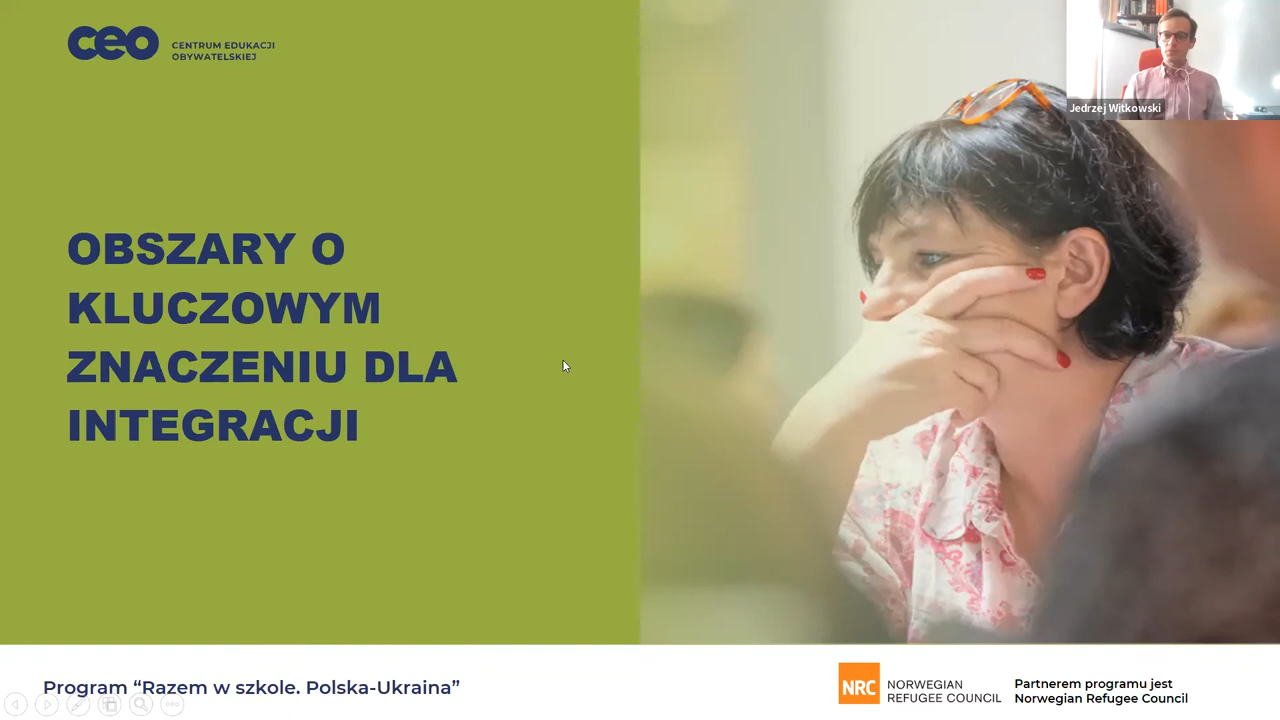 ceo
CENTRUM EDUKACJI
OBYWATELSKIEJ
Jedrzej Witkowski
OBSZARY O
KLUCZOWYM
ZNACZENIU DLA
INTEGRACJI
Program “Razem w szkole. Polska-Ukraina”
NRC
NORWEGIAN
REFUGEE COUNCIL
Partnerem programu jest
Norwegian Refugee Council